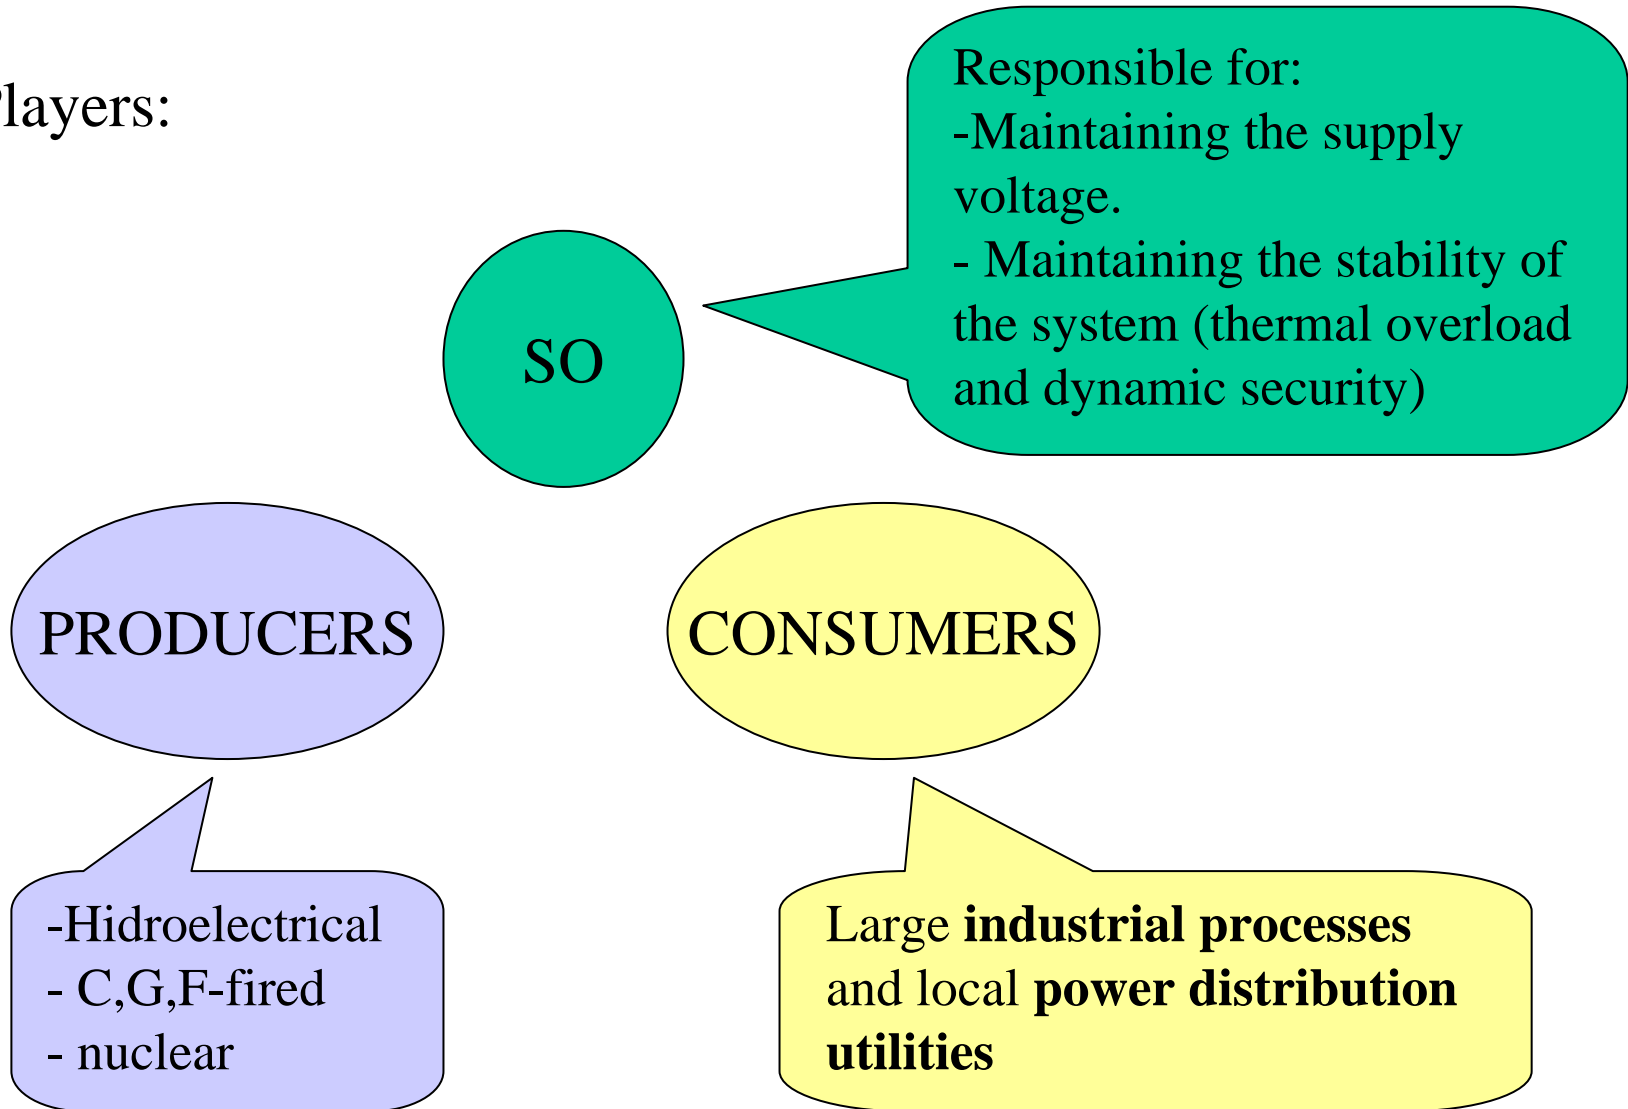 layers:
Responsible for:
-Maintaining the supply
voltage.
- Maintaining the stability of
the system (thermal overload
and dynamic security)
SO
PRODUCERS
CONSUMERS
-Hidroelectrical
- C,G,F-fired
- nuclear
Large industrial processes
and local power distribution
utilities